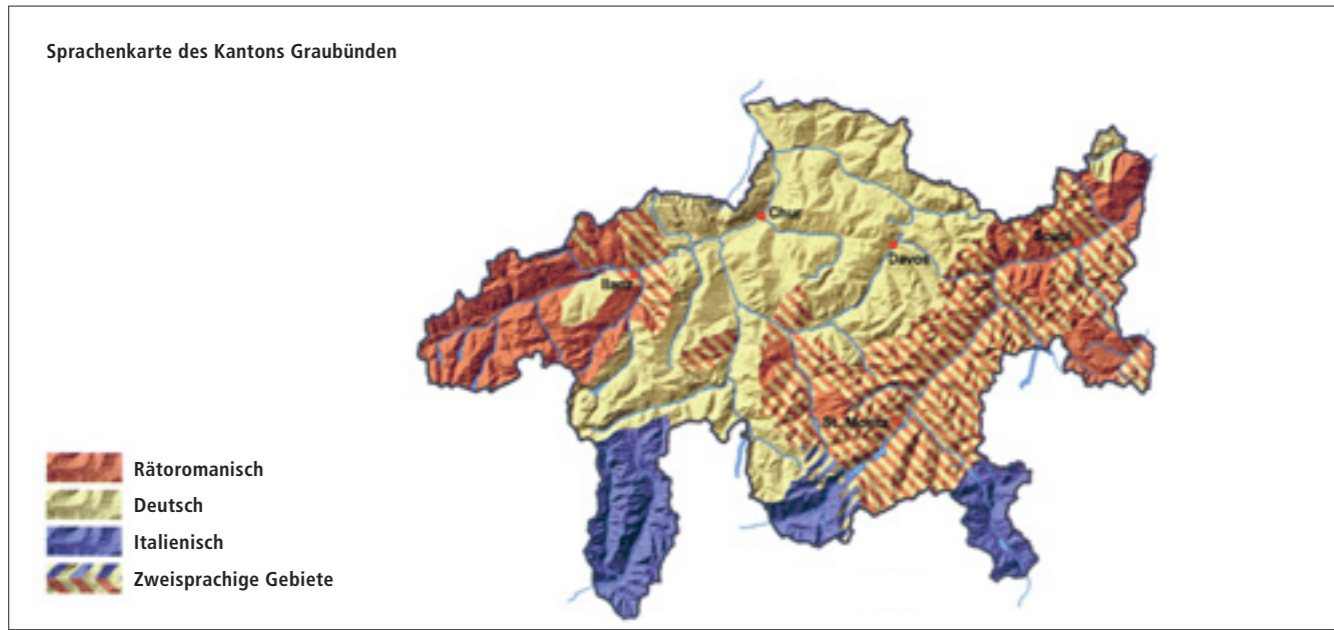 Sprachenkarte des Kantons Graubünden
Chur
Scuol
Davos
Ilanz
St. Moritz
Rätoromanisch
Deutsch
Italienisch
Zweisprachige Gebiete